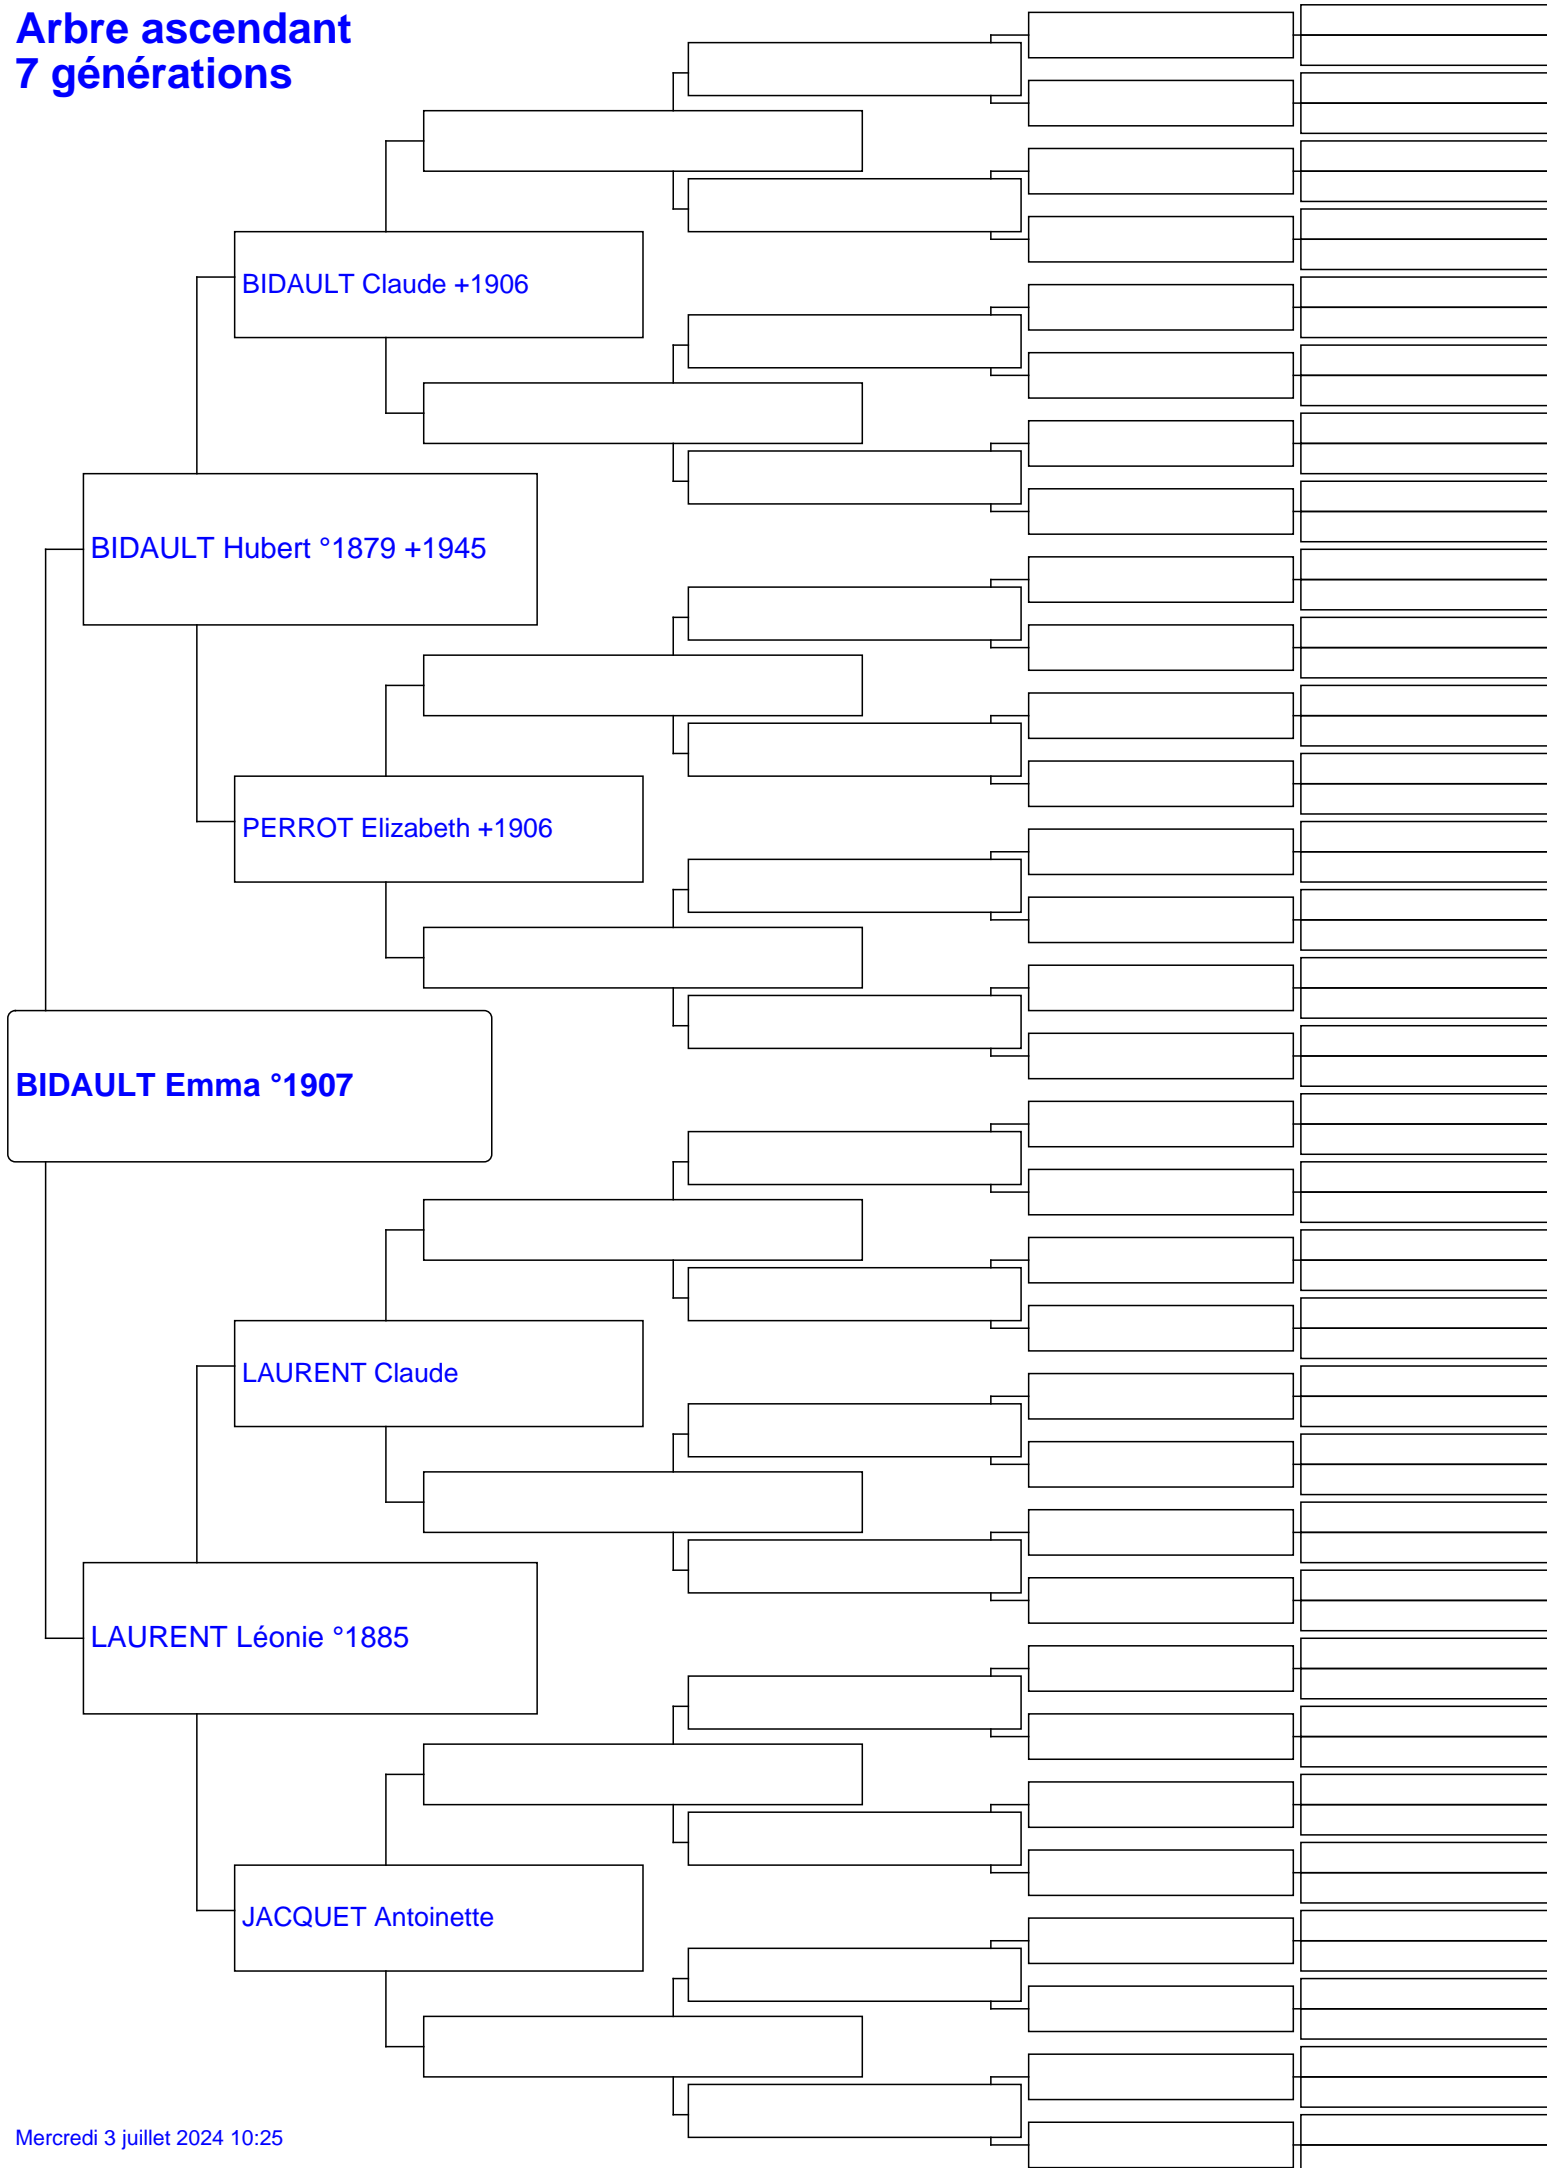 Arbre ascendant
7 générations
BIDAULT Claude +1906
BIDAULT Hubert °1879 +1945
PERROT Elizabeth +1906
BIDAULT Emma °1907
LAURENT Claude
LAURENT Léonie °1885
JACQUET Antoinette
Mercredi 3 juillet 2024 10:25